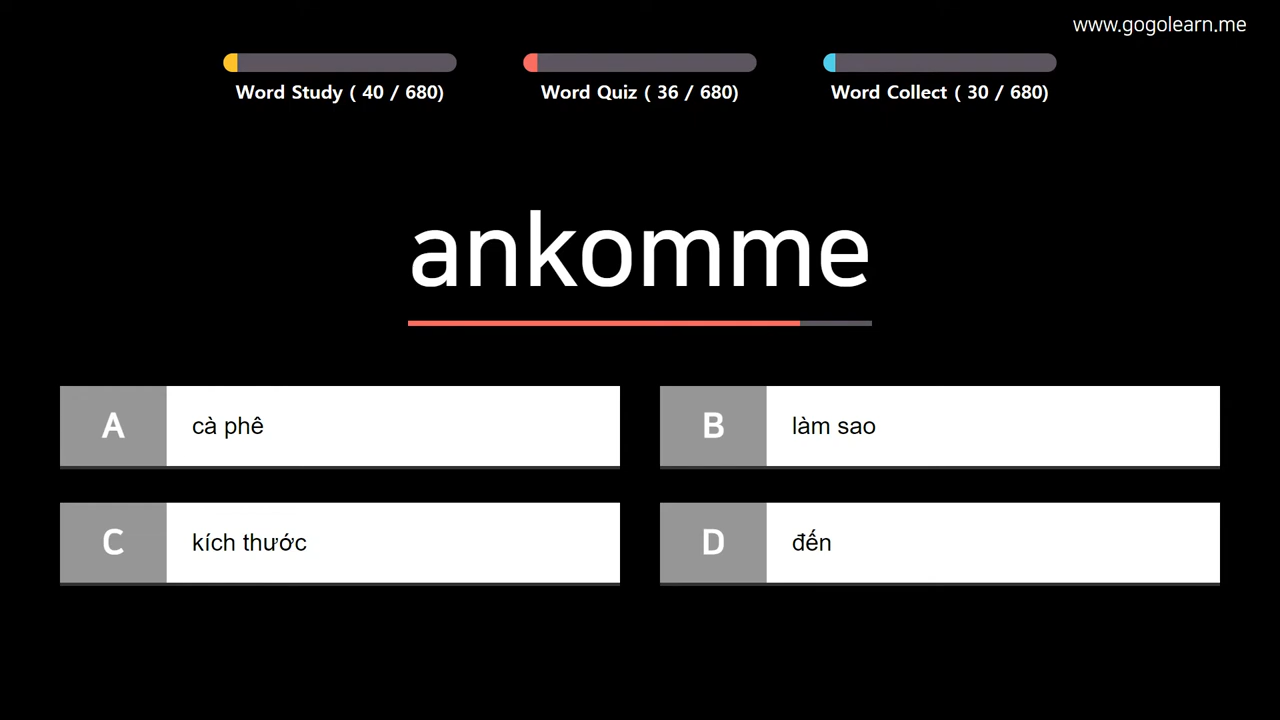 www.gogolearn.me
Word Study ( 40 / 680)
Word Quiz ( 36 / 680)
Word Collect ( 30 / 680)
ankomme
A cà phê
B làm sao
C kích thước
D đến